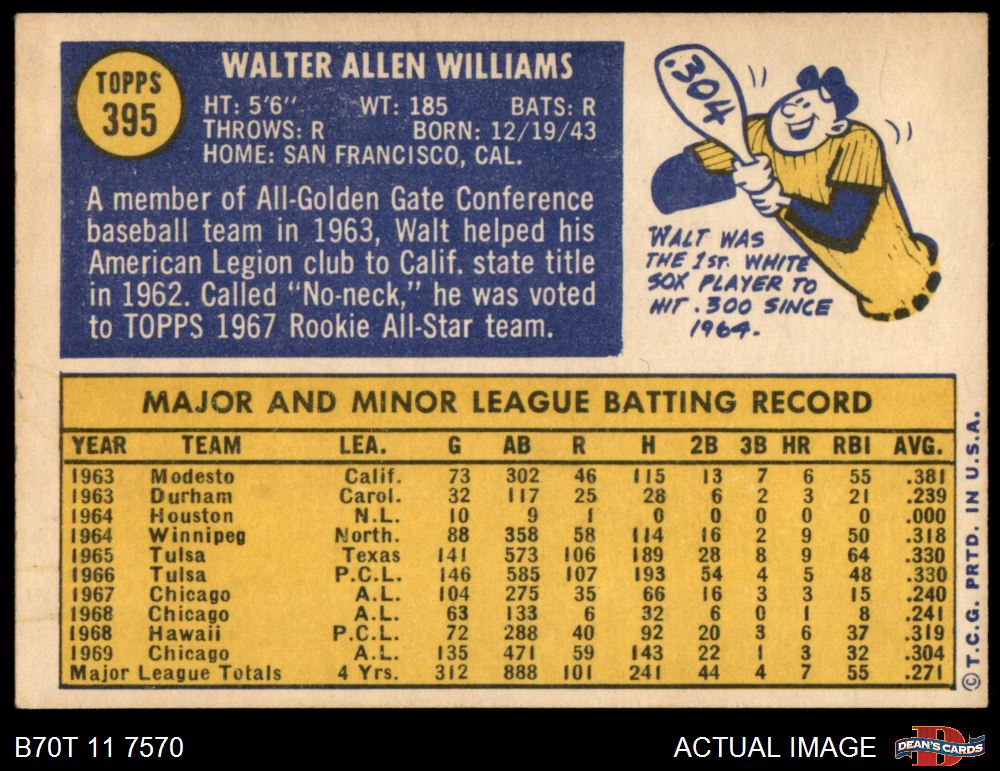 TOPPS
395
WALTER ALLEN WILLIAMS
HT: 5'6" WT: 185 BATS: R
THROWS: R BORN: 12/19/43
HOME: SAN FRANCISCO, CAL.
A member of All-Golden Gate Conference
baseball team in 1963, Walt helped his
American Legion club to Calif. state title
in 1962. Called "No-neck," he was voted
to TOPPS 1967 Rookie All-Star team.
.304
WALT WAS
THE 1ST. WHITE
SOX PLAYER TO
HIT .300 SINCE
1964.
MAJOR AND MINOR LEAGUE BATTING RECORD
YEAR TEAM LEA. G AB R H 2B 3B HR RBI AVG.
1963 Modesto Calif. 73 302 46 115 13 7 6 55 .381
1963 Durham Carol. 32 117 25 28 6 2 3 21 .239
1964 Houston N.L. 10 9 1 0 0 0 0 0 .000
1964 Winnipeg North. 88 358 58 114 16 2 9 50 .318
1965 Tulsa Texas 141 573 106 189 28 8 9 64 .330
1966 Tulsa P.C.L. 146 585 107 193 54 4 5 48 .330
1967 Chicago A.L. 104 275 35 66 16 3 3 15 .240
1968 Chicago A.L. 63 133 6 32 6 0 1 8 .241
1968 Hawaii P.C.L. 72 288 40 92 20 3 6 37 .319
1969 Chicago A.L. 135 471 59 143 22 1 3 32 .304
Major League Totals 4 Yrs. 312 888 101 241 44 4 7 55 .271
©T.C.G. PRTD. IN U.S.A.
B70T 11 7570
ACTUAL IMAGE
DEAN'S CARDS